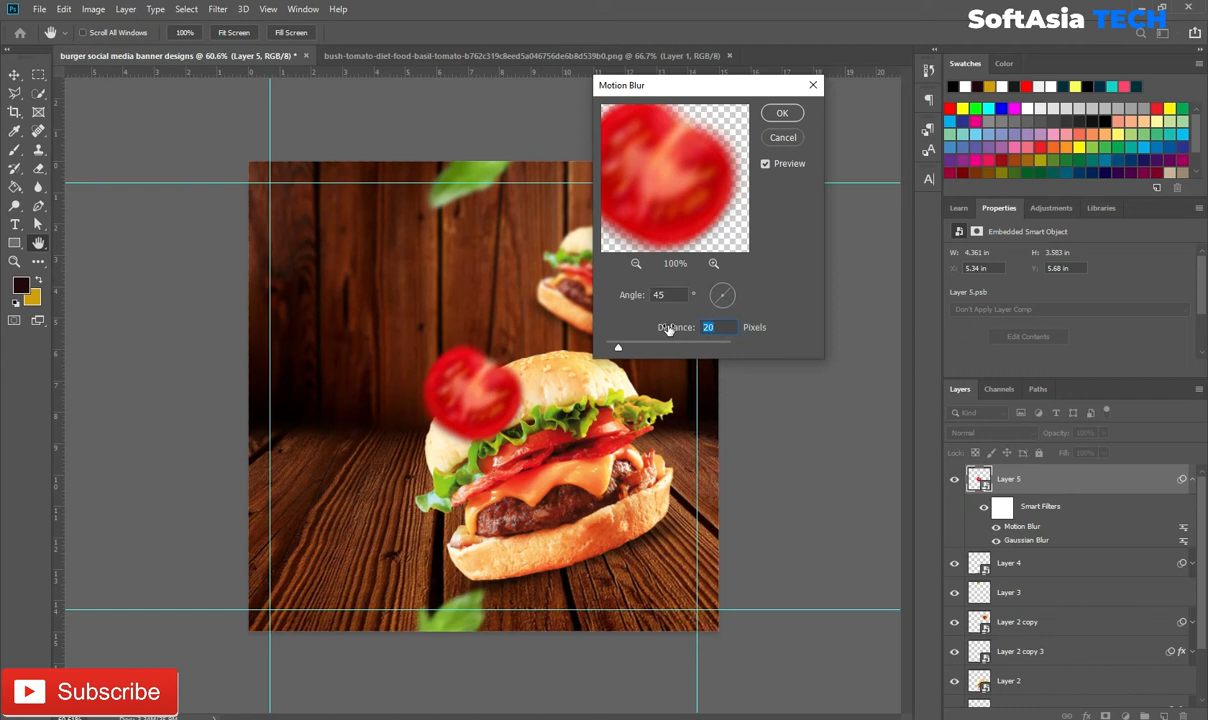 File Edit Image Layer Type Select Filter 3D View Window Help
SoftAsia TECH
Scroll All Windows 100% Fit Screen Fill Screen
burger social media banner designs @ 60.6% (Layer 5, RGB/8) * ×
bush-tomato-diet-food-basil-tomato-b762c319c8eed5a046756de6b8d539b0.png @ 66.7% (Layer 1, RGB/8) ×
Motion Blur
OK
Cancel
Preview
100%
Angle: 45 °
Distance: 20 Pixels
Swatches Color
Learn Properties Adjustments Libraries
Embedded Smart Object
W: 4.361 in H: 3.583 in
X: 5.34 in Y: 5.68 in
Layer 5.psb
Don't Apply Layer Comp
Edit Contents
Layers Channels Paths
Kind
Normal Opacity: 100%
Lock: Fill: 100%
Layer 5
Smart Filters
Motion Blur
Gaussian Blur
Layer 4
Layer 3
Layer 2 copy
Layer 2 copy 3
Layer 2
Subscribe